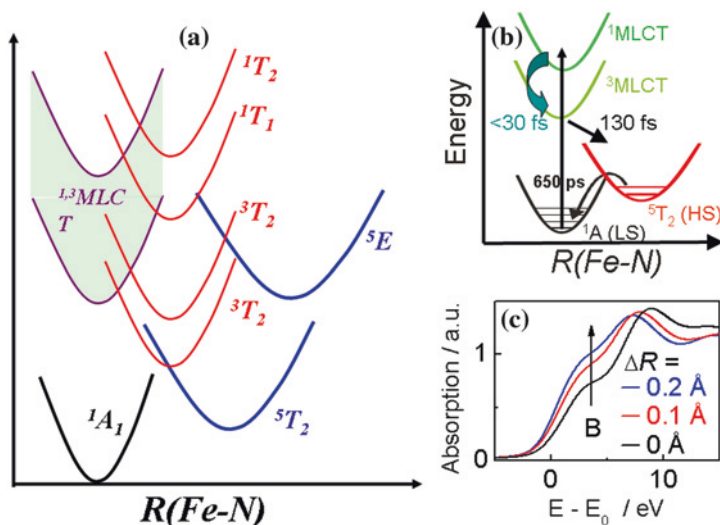 (a)
¹T₂
¹T₁
¹,³MLC
T
³T₂
⁵E
³T₂
¹A₁
⁵T₂
R(Fe-N)
(b)
¹MLCT
³MLCT
Energy
<30 fs
130 fs
650 ps
⁵T₂ (HS)
¹A (LS)
R(Fe-N)
(c)
Absorption / a.u.
1
0
ΔR =
0.2 Å
0.1 Å
0 Å
B
0
10
E - E₀ / eV